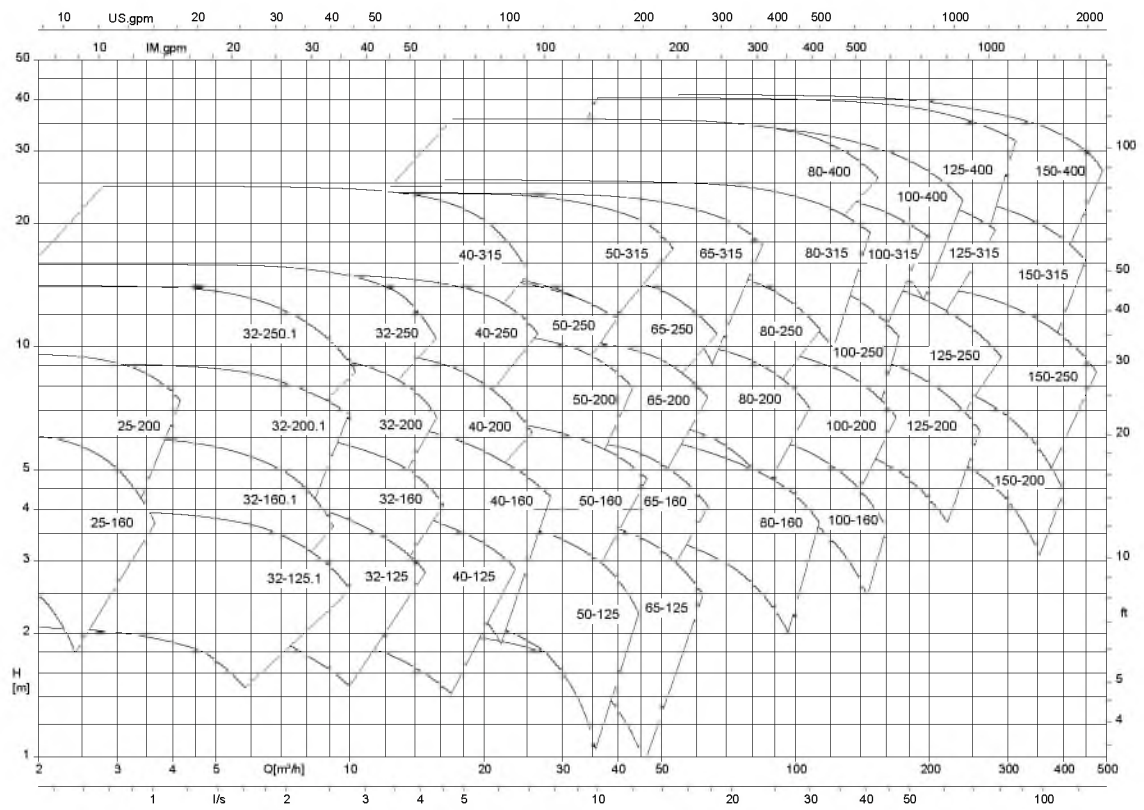 10 US.gpm 20 30 40 50 100 200 300 400 500 1000 2000
10 IM.gpm 20 30 40 50 100 200 300 400 500 1000
50
40
30 100
80-400 125-400 150-400
100-400
20
40-315 50-315 65-315 80-315 100-315 125-315
150-315 50
40
32-250.1 32-250 40-250 50-250 65-250 80-250
10 100-250 125-250 30
150-250
25-200 32-200.1 32-200 40-200 50-200 65-200 80-200 100-200 125-200 20
5 150-200
4 32-160.1 32-160 40-160 50-160 65-160
25-160 80-160 100-160
3 10
32-125.1 32-125 40-125
50-125 65-125 ft
2
H
[m] 5
4
1
2 3 4 5 Q[m³/h] 10 20 30 40 50 100 200 300 400 500
1 l/s 2 3 4 5 10 20 30 40 50 100